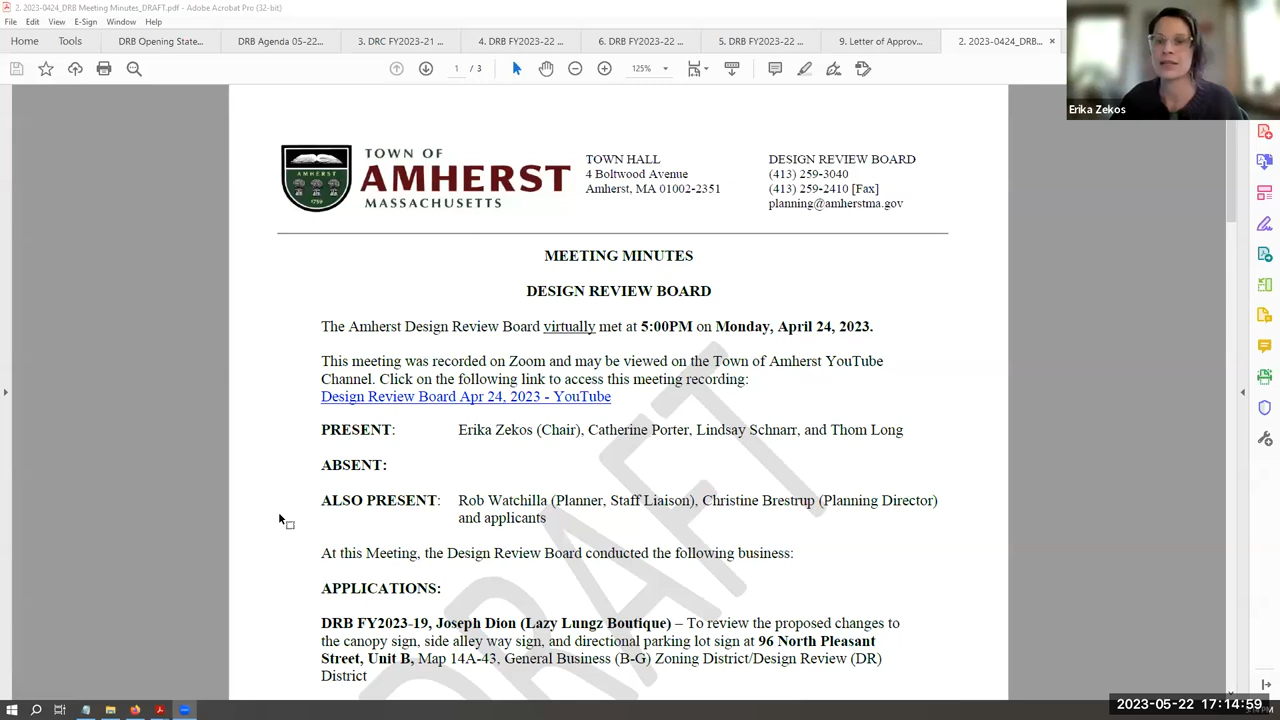 2. 2023-0424_DRB Meeting Minutes_DRAFT.pdf - Adobe Acrobat Pro (32-bit)
File Edit View E-Sign Window Help
Home Tools DRB Opening State... DRB Agenda 05-22... 3. DRC FY2023-21 ... 4. DRB FY2023-22 ... 6. DRB FY2023-22 ... 5. DRB FY2023-22 ... 9. Letter of Approv... 2. 2023-0424_DRB... ×
1 / 3 125%
Erika Zekos
TOWN OF
AMHERST
MASSACHUSETTS
AMHERST
1759
TOWN HALL
4 Boltwood Avenue
Amherst, MA 01002-2351
DESIGN REVIEW BOARD
(413) 259-3040
(413) 259-2410 [Fax]
planning@amherstma.gov
MEETING MINUTES
DESIGN REVIEW BOARD
The Amherst Design Review Board virtually met at 5:00PM on Monday, April 24, 2023.
This meeting was recorded on Zoom and may be viewed on the Town of Amherst YouTube
Channel. Click on the following link to access this meeting recording:
Design Review Board Apr 24, 2023 - YouTube
PRESENT: Erika Zekos (Chair), Catherine Porter, Lindsay Schnarr, and Thom Long
ABSENT:
ALSO PRESENT: Rob Watchilla (Planner, Staff Liaison), Christine Brestrup (Planning Director)
and applicants
At this Meeting, the Design Review Board conducted the following business:
APPLICATIONS:
DRB FY2023-19, Joseph Dion (Lazy Lungz Boutique) – To review the proposed changes to
the canopy sign, side alley way sign, and directional parking lot sign at 96 North Pleasant
Street, Unit B, Map 14A-43, General Business (B-G) Zoning District/Design Review (DR)
District
DRAFT
2023-05-22 17:14:59